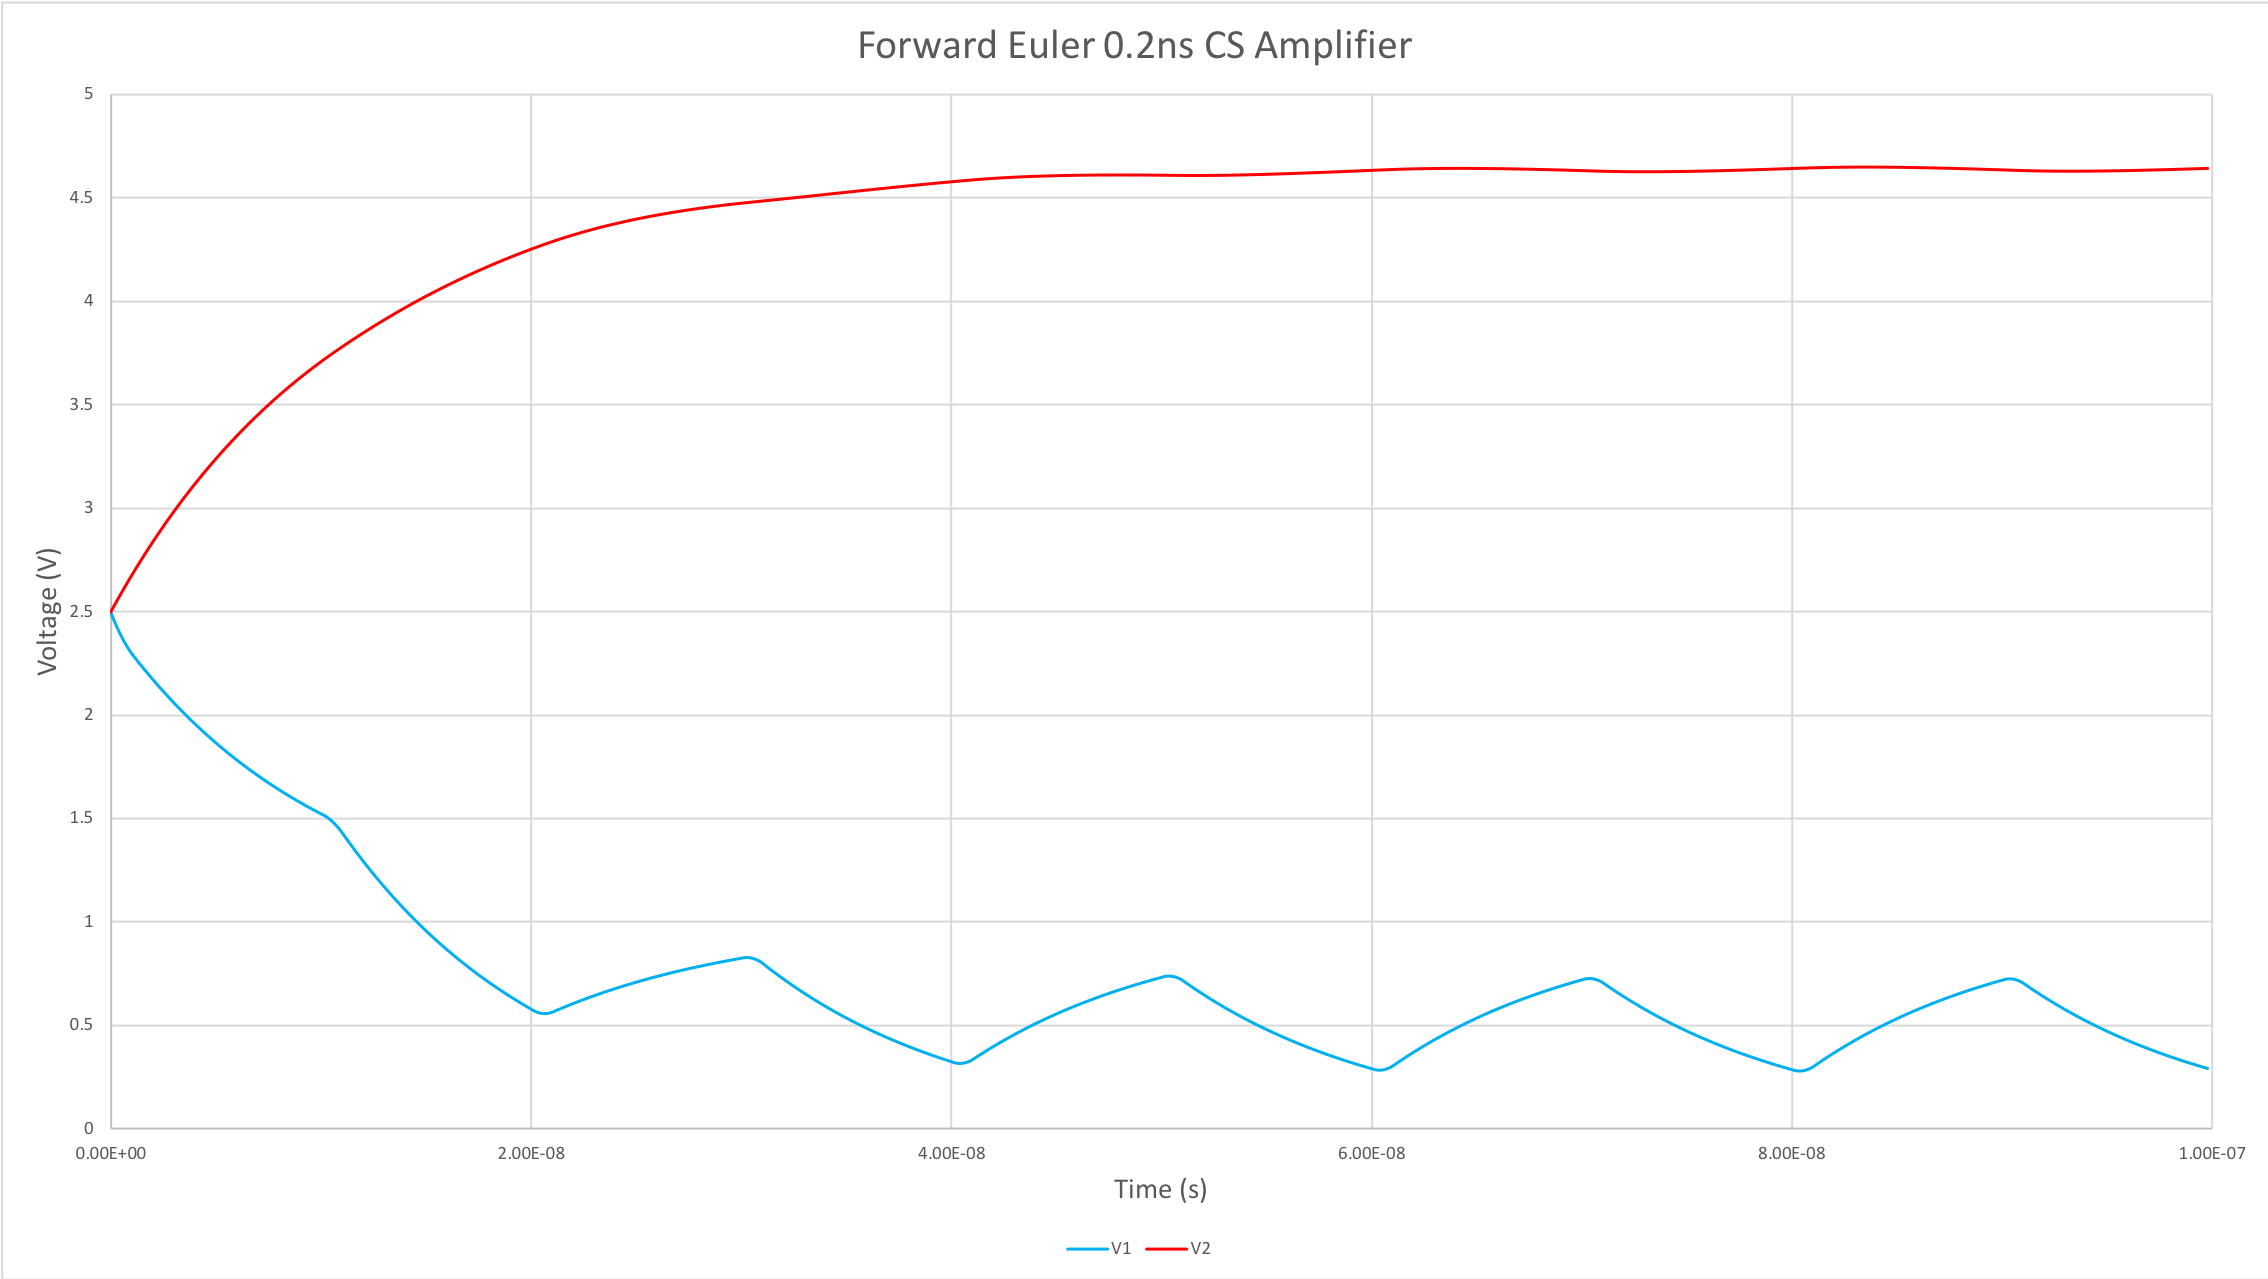 Forward Euler 0.2ns CS Amplifier
5
4.5
4
3.5
3
2.5
2
1.5
1
0.5
0
Voltage (V)
0.00E+00 2.00E-08 4.00E-08 6.00E-08 8.00E-08 1.00E-07
Time (s)
V1 V2